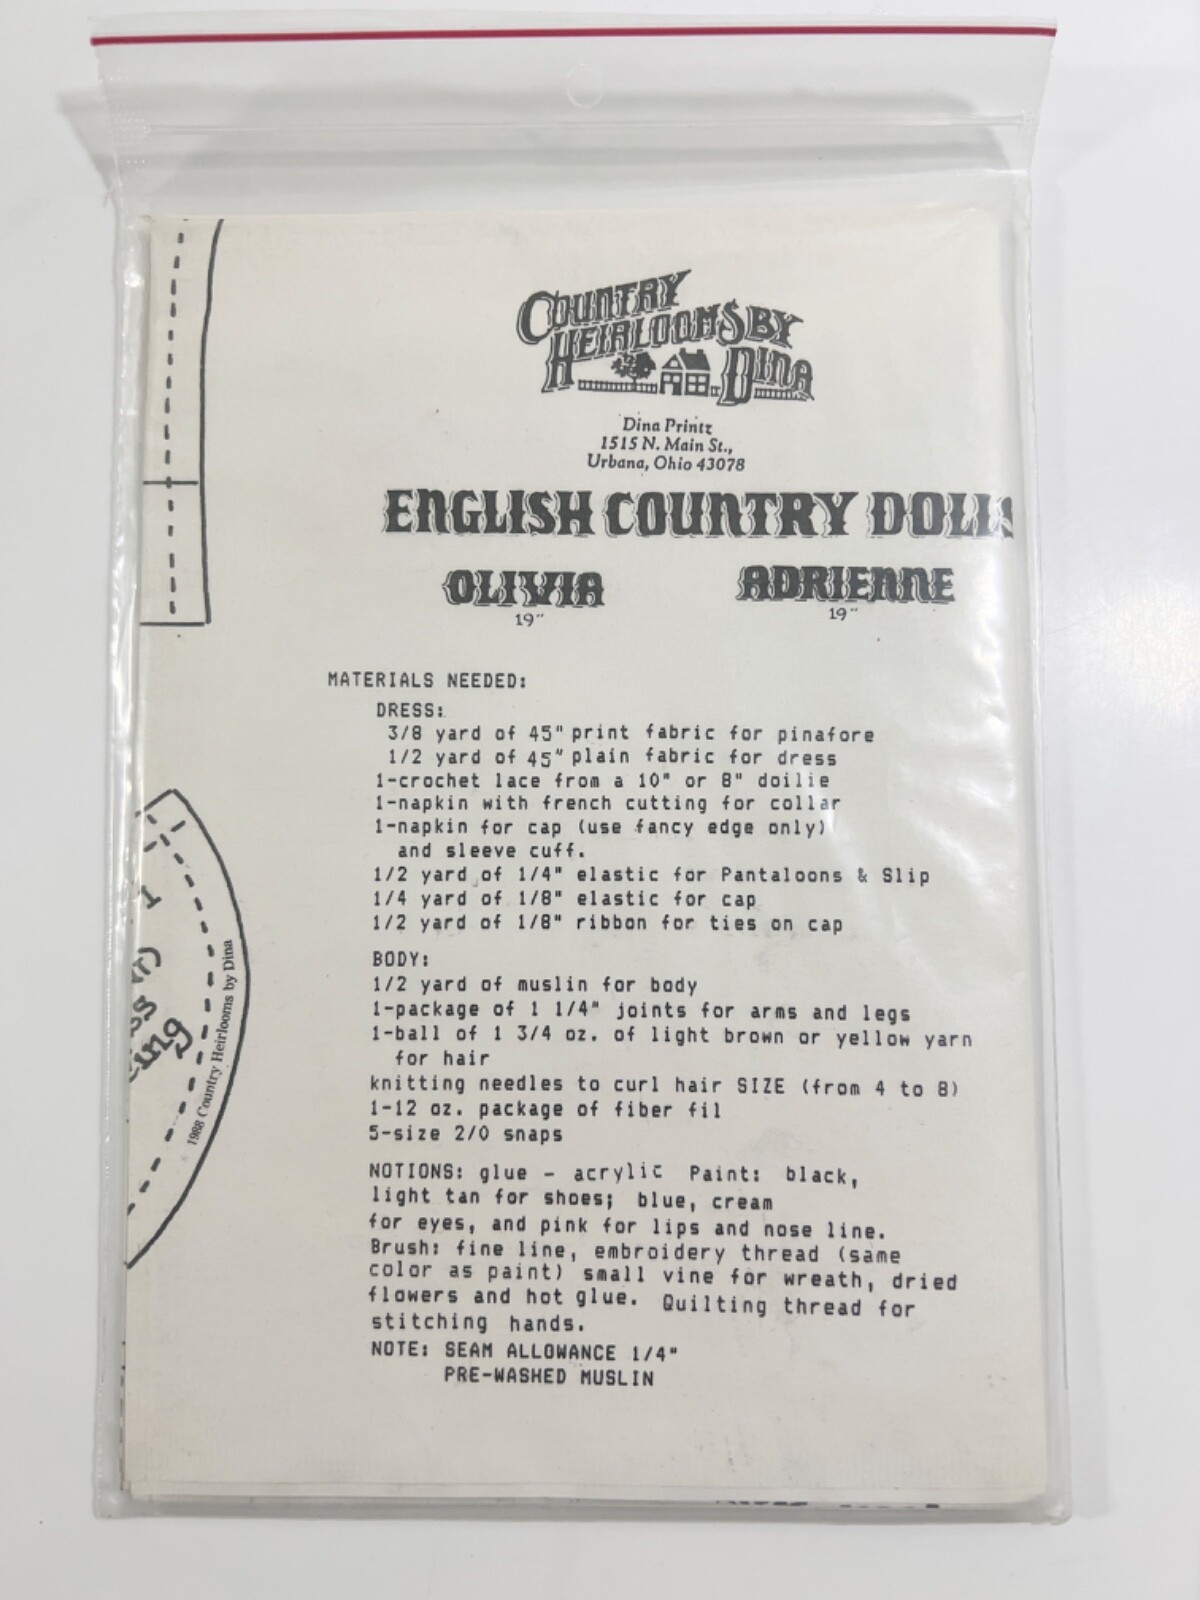 COUNTRY
HEIRLOOMS BY
DINA
Dina Printz
1515 N. Main St.,
Urbana, Ohio 43078
ENGLISH COUNTRY DOLLS
OLIVIA ADRIENNE
19" 19"
MATERIALS NEEDED:
DRESS:
3/8 yard of 45" print fabric for pinafore
1/2 yard of 45" plain fabric for dress
1-crochet lace from a 10" or 8" doilie
1-napkin with french cutting for collar
1-napkin for cap (use fancy edge only)
and sleeve cuff.
1/2 yard of 1/4" elastic for Pantaloons & Slip
1/4 yard of 1/8" elastic for cap
1/2 yard of 1/8" ribbon for ties on cap
BODY:
1/2 yard of muslin for body
1-package of 1 1/4" joints for arms and legs
1-ball of 1 3/4 oz. of light brown or yellow yarn
for hair
knitting needles to curl hair SIZE (from 4 to 8)
1-12 oz. package of fiber fil
5-size 2/0 snaps
NOTIONS: glue - acrylic Paint: black,
light tan for shoes; blue, cream
for eyes, and pink for lips and nose line.
Brush: fine line, embroidery thread (same
color as paint) small vine for wreath, dried
flowers and hot glue. Quilting thread for
stitching hands.
NOTE: SEAM ALLOWANCE 1/4"
PRE-WASHED MUSLIN
1
1988 Country Heirlooms by Dina